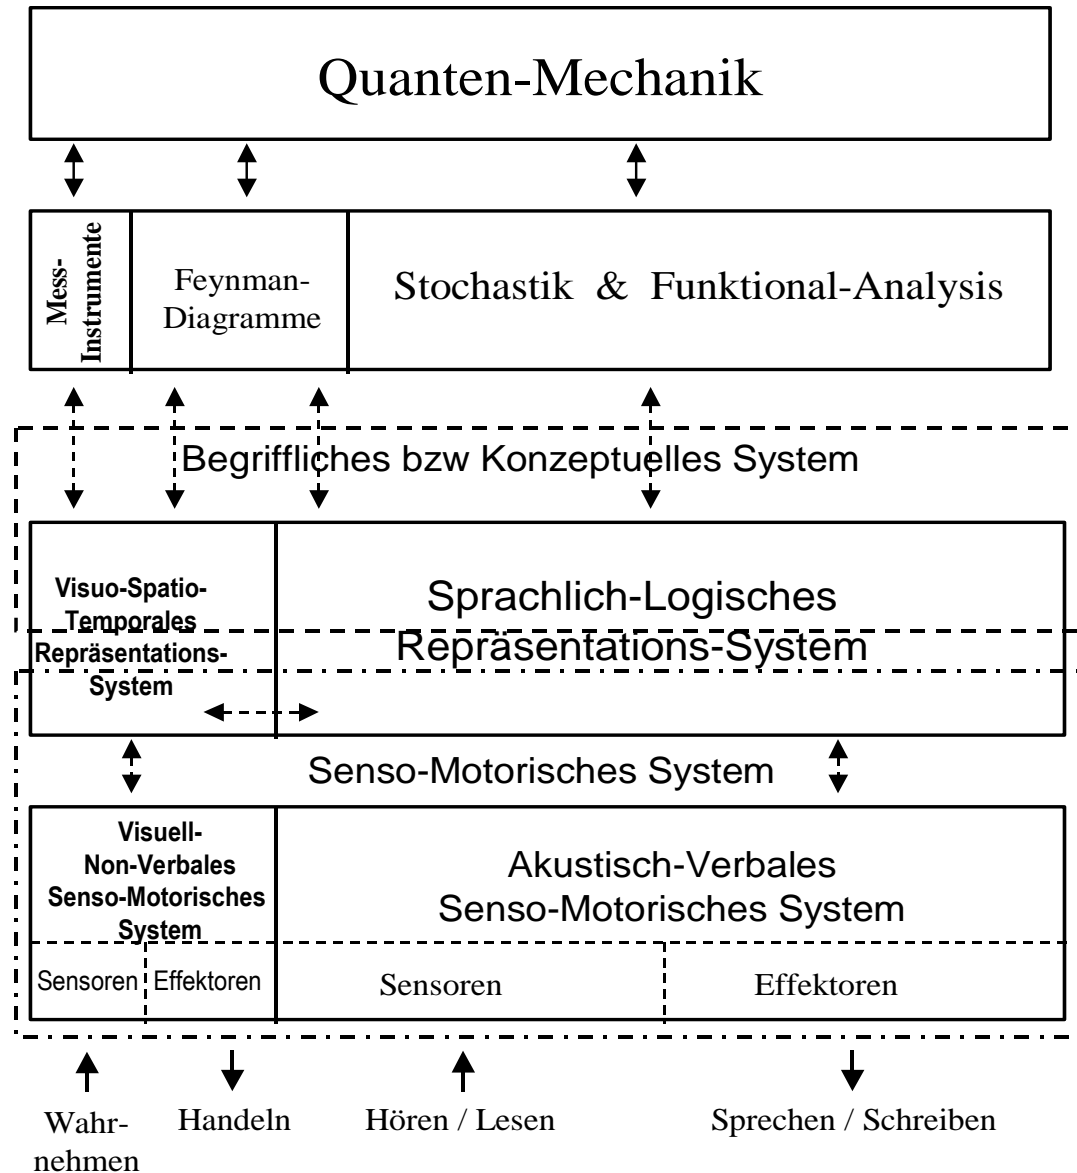 Quanten-Mechanik
Mess-
Instrumente
Feynman-
Diagramme
Stochastik & Funktional-Analysis
Begriffliches bzw Konzeptuelles System
Visuo-Spatio-
Temporales
Repräsentations-
System
Sprachlich-Logisches
Repräsentations-System
Senso-Motorisches System
Visuell-
Non-Verbales
Senso-Motorisches
System
Akustisch-Verbales
Senso-Motorisches System
Sensoren
Effektoren
Sensoren
Effektoren
Wahr-
nehmen
Handeln
Hören / Lesen
Sprechen / Schreiben